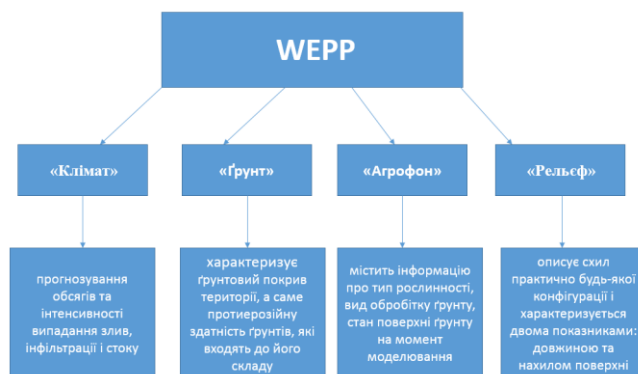 WEPP
«Клімат»
«Ґрунт»
«Агрофон»
«Рельєф»
прогнозування
обсягів та
інтенсивності
випадання злив,
інфільтрації і стоку
характеризує
ґрунтовий покрив
території, а саме
протиерозійну
здатність ґрунтів, які
входять до його
складу
містить інформацію
про тип рослинності,
вид обробітку ґрунту,
стан поверхні ґрунту
на момент
моделювання
описує схил
практично будь-якої
конфігурації і
характеризується
двома показниками:
довжиною та
нахилом поверхні